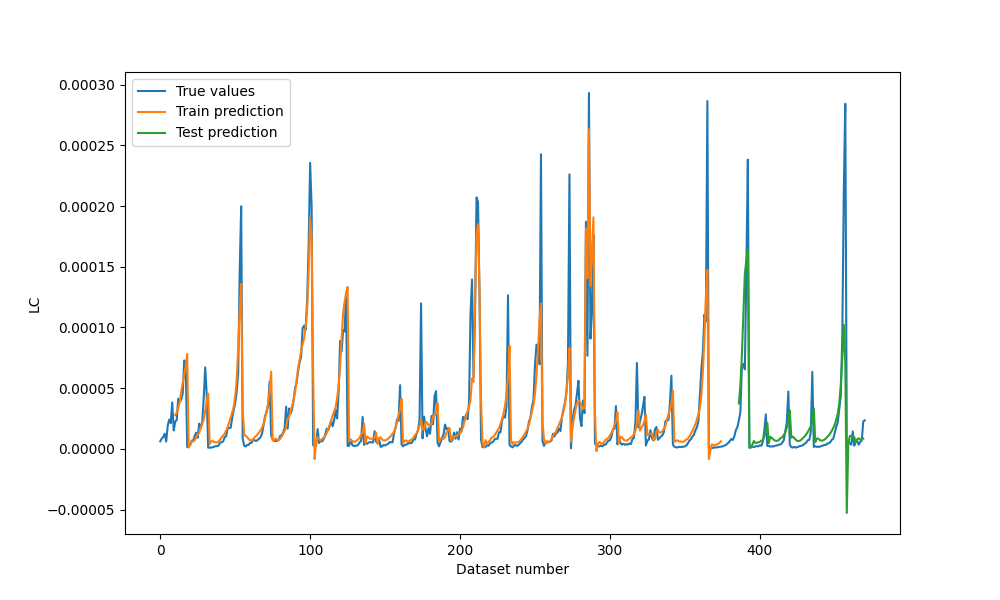 0.00030
0.00025
0.00020
0.00015
0.00010
0.00005
0.00000
−0.00005
LC
True values
Train prediction
Test prediction
0 100 200 300 400
Dataset number